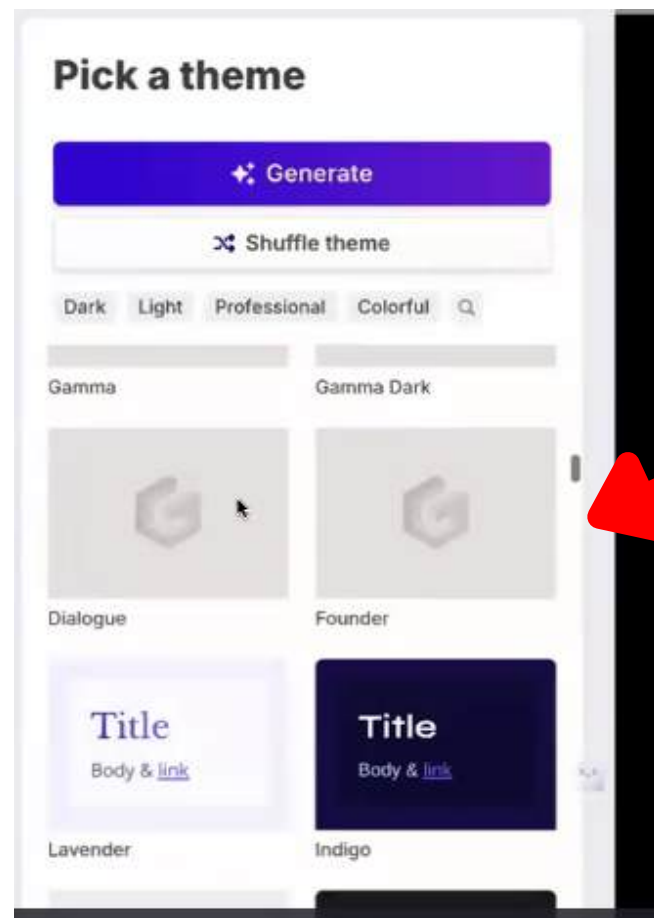 Pick a theme
Generate
Shuffle theme
Dark Light Professional Colorful
Gamma Gamma Dark
Dialogue Founder
Title Title
Body & link Body & link
Lavender Indigo